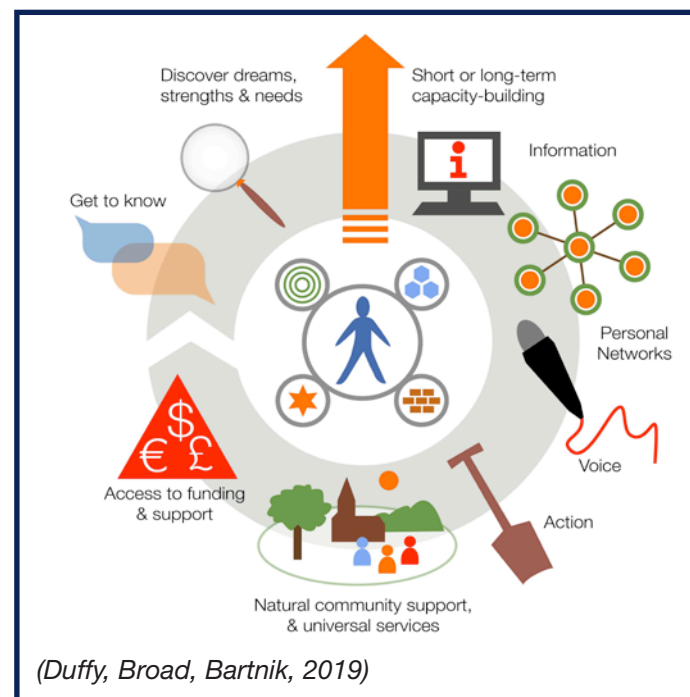 Discover dreams,
strengths & needs
Short or long-term
capacity-building
i
Information
Get to know
Personal
Networks
Voice
$
€ £
Access to funding
& support
Action
Natural community support,
& universal services
(Duffy, Broad, Bartnik, 2019)